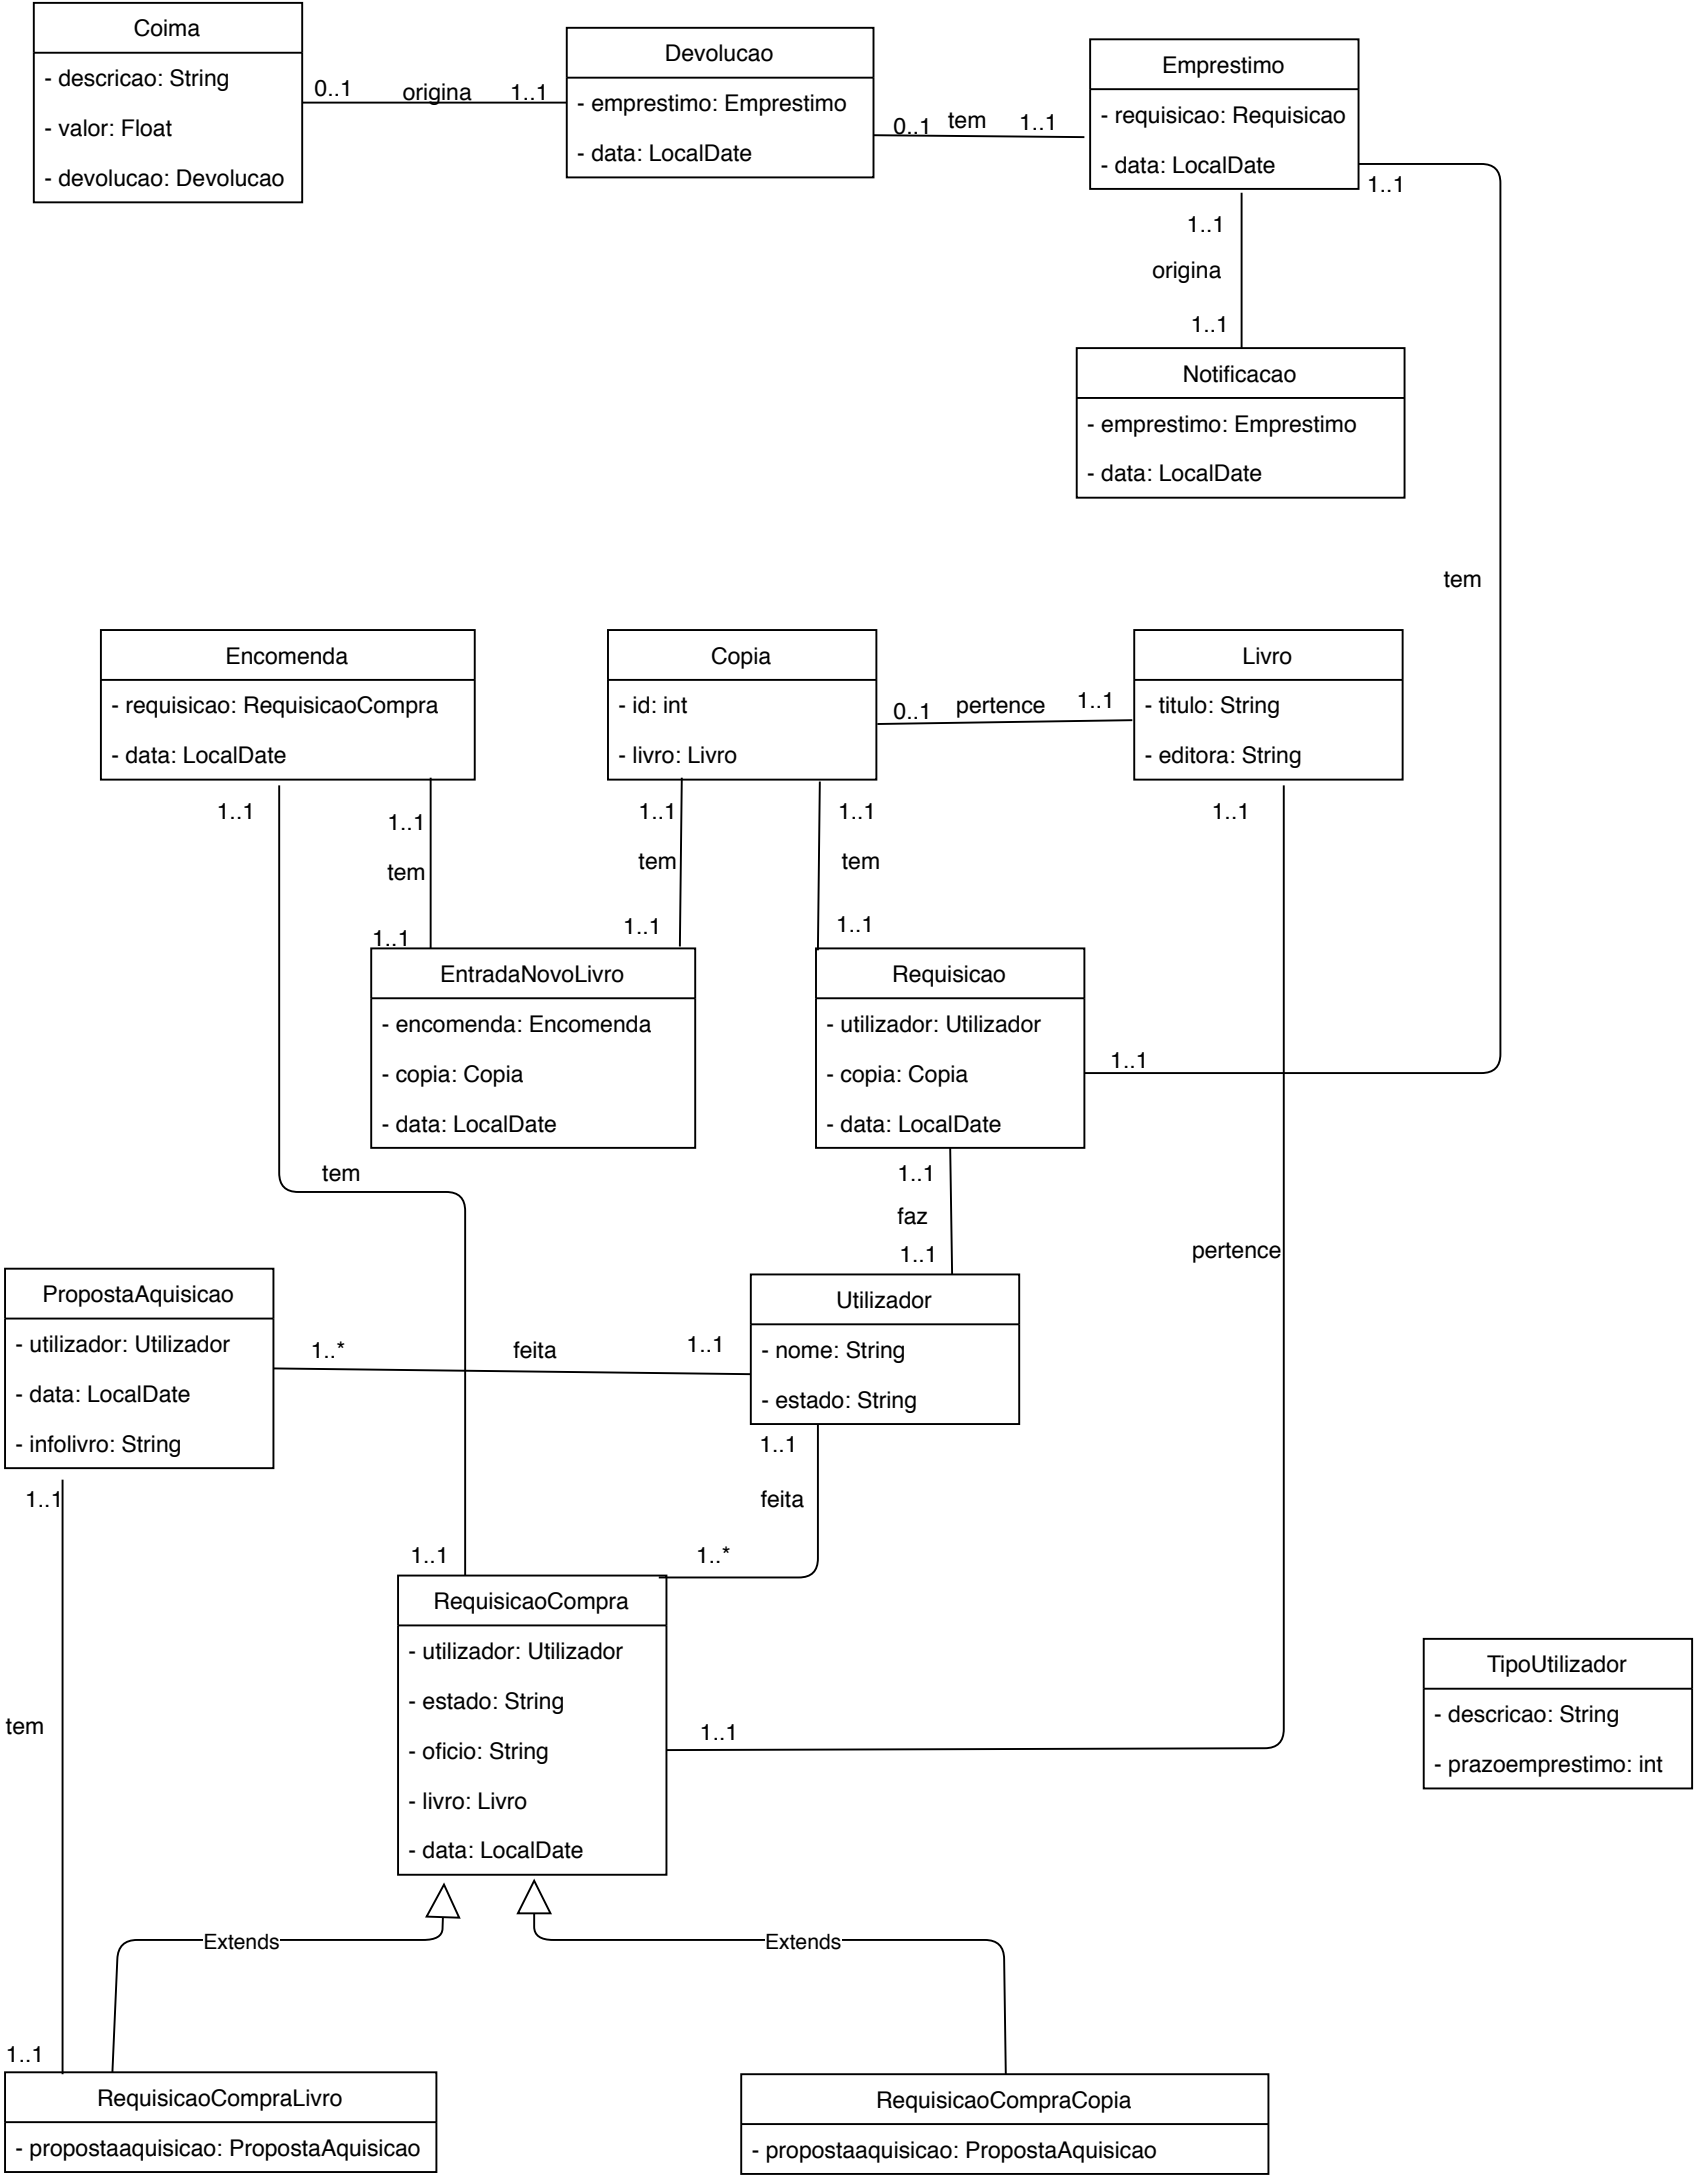 Coima
- descricao: String
- valor: Float
- devolucao: Devolucao
0..1
origina
1..1
Devolucao
- emprestimo: Emprestimo
- data: LocalDate
0..1
tem
1..1
Emprestimo
- requisicao: Requisicao
- data: LocalDate
1..1
1..1
origina
1..1
Notificacao
- emprestimo: Emprestimo
- data: LocalDate
tem
Encomenda
- requisicao: RequisicaoCompra
- data: LocalDate
Copia
- id: int
- livro: Livro
0..1
pertence
1..1
Livro
- titulo: String
- editora: String
1..1
1..1
tem
1..1
1..1
tem
1..1
1..1
tem
1..1
1..1
EntradaNovoLivro
- encomenda: Encomenda
- copia: Copia
- data: LocalDate
Requisicao
- utilizador: Utilizador
- copia: Copia
- data: LocalDate
1..1
tem
1..1
faz
1..1
pertence
PropostaAquisicao
- utilizador: Utilizador
- data: LocalDate
- infolivro: String
1..*
feita
1..1
Utilizador
- nome: String
- estado: String
1..1
1..1
feita
1..1
1..*
RequisicaoCompra
- utilizador: Utilizador
- estado: String
- oficio: String
- livro: Livro
- data: LocalDate
1..1
tem
TipoUtilizador
- descricao: String
- prazoemprestimo: int
Extends
Extends
1..1
RequisicaoCompraLivro
- propostaaquisicao: PropostaAquisicao
RequisicaoCompraCopia
- propostaaquisicao: PropostaAquisicao